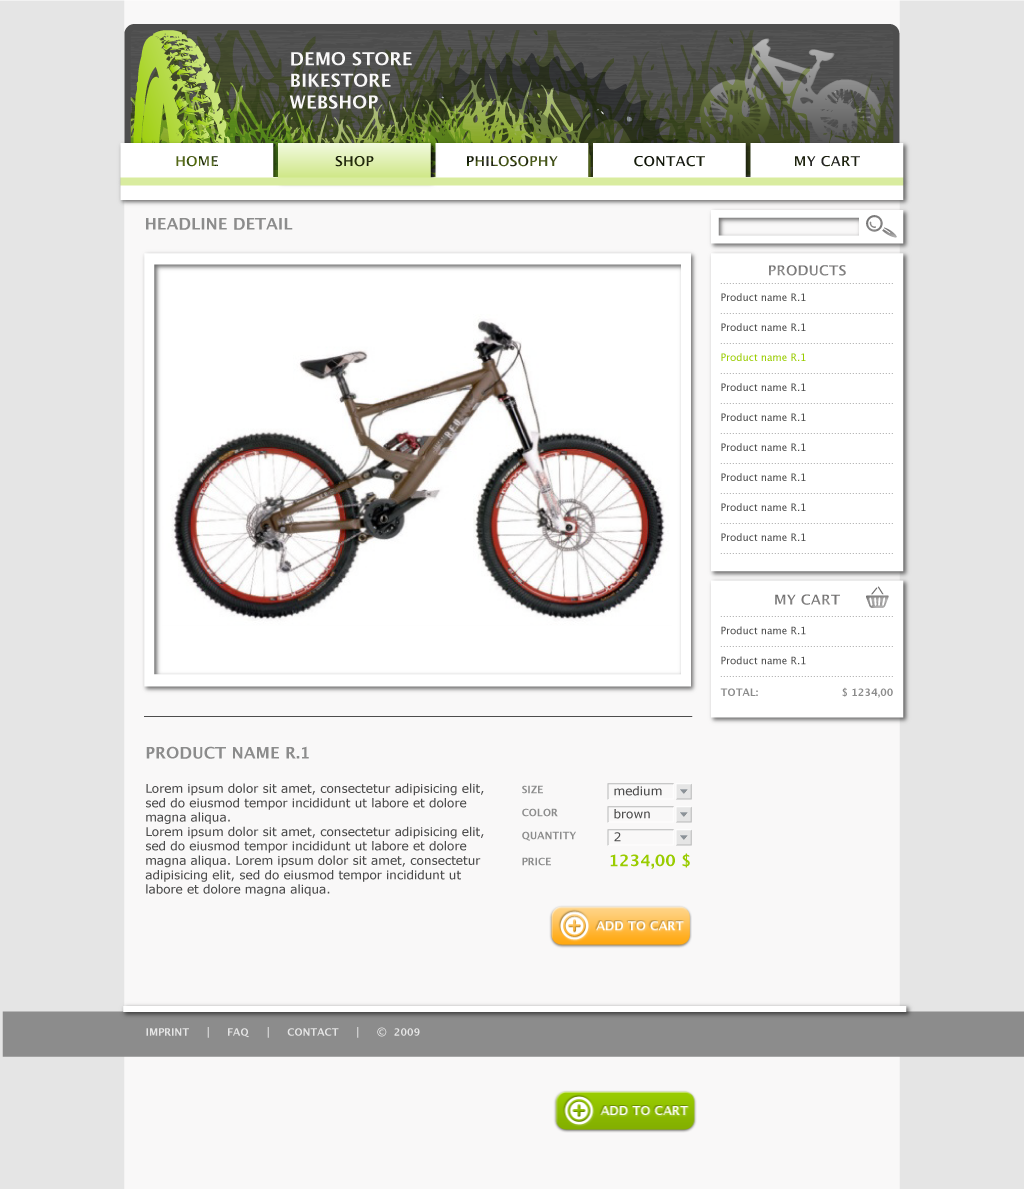 DEMO STORE
BIKESTORE
WEBSHOP
HOME
SHOP
PHILOSOPHY
CONTACT
MY CART
HEADLINE DETAIL
PRODUCTS
Product name R.1
Product name R.1
Product name R.1
Product name R.1
Product name R.1
Product name R.1
Product name R.1
Product name R.1
Product name R.1
MY CART
Product name R.1
Product name R.1
TOTAL: $ 1234,00
PRODUCT NAME R.1
Lorem ipsum dolor sit amet, consectetur adipisicing elit,
sed do eiusmod tempor incididunt ut labore et dolore
magna aliqua.
Lorem ipsum dolor sit amet, consectetur adipisicing elit,
sed do eiusmod tempor incididunt ut labore et dolore
magna aliqua. Lorem ipsum dolor sit amet, consectetur
adipisicing elit, sed do eiusmod tempor incididunt ut
labore et dolore magna aliqua.
SIZE medium
COLOR brown
QUANTITY 2
PRICE 1234,00 $
ADD TO CART
IMPRINT | FAQ | CONTACT | © 2009
ADD TO CART